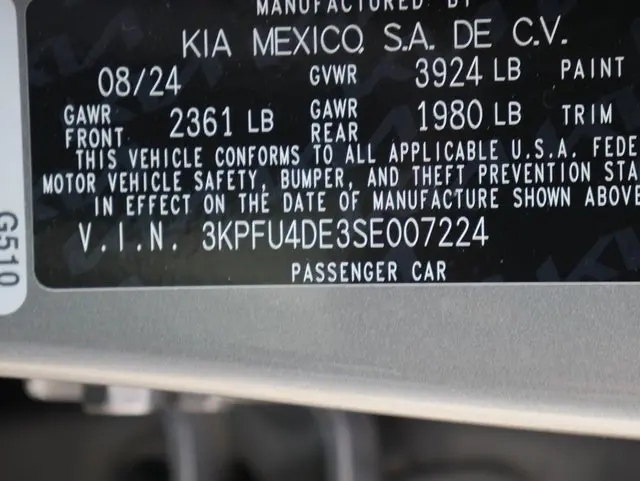 MANUFACTURED BY
KIA MEXICO, S.A. DE C.V.
08/24 GVWR 3924 LB PAINT
GAWR FRONT 2361 LB GAWR REAR 1980 LB TRIM
THIS VEHICLE CONFORMS TO ALL APPLICABLE U.S.A. FEDE
MOTOR VEHICLE SAFETY, BUMPER, AND THEFT PREVENTION STA
IN EFFECT ON THE DATE OF MANUFACTURE SHOWN ABOVE
V.I.N. 3KPFU4DE3SE007224
PASSENGER CAR
G510